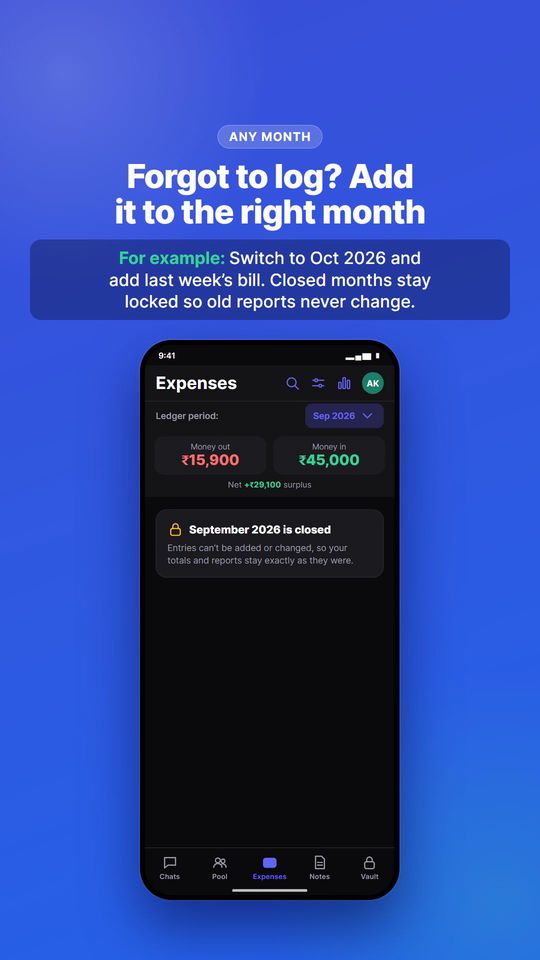 ANY MONTH
Forgot to log? Add
it to the right month
For example: Switch to Oct 2026 and
add last week’s bill. Closed months stay
locked so old reports never change.
9:41
Expenses
AK
Ledger period:
Sep 2026
Money out
₹15,900
Money in
₹45,000
Net +₹29,100 surplus
September 2026 is closed
Entries can’t be added or changed, so your
totals and reports stay exactly as they were.
Chats
Pool
Expenses
Notes
Vault